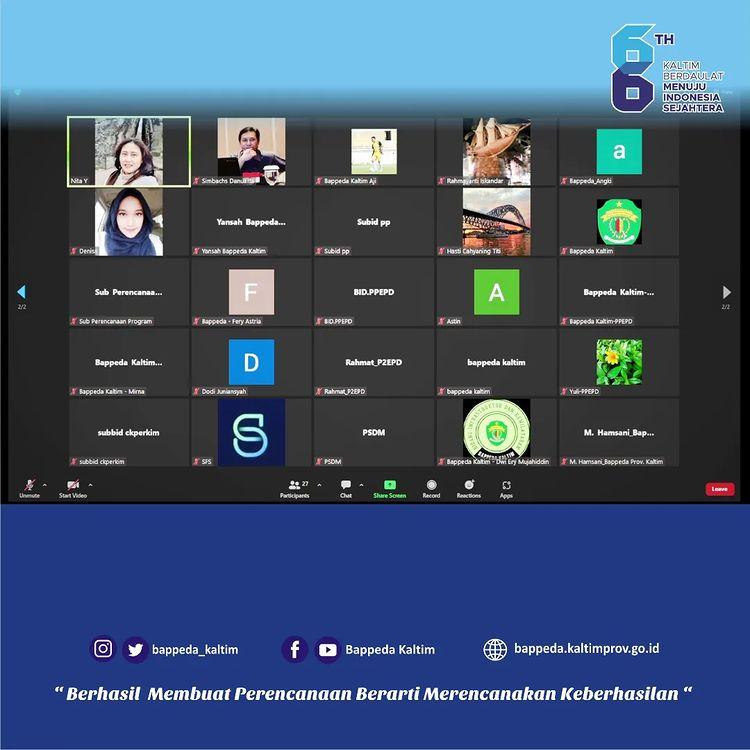 66 TH
KALTIM
BERDAULAT
MENUJU
INDONESIA
SEJAHTERA
Nita Y
Simbachs
Bappeda Kaltim Aji
Rahmayanti Iskandar
a
Bappeda_Angki
Denisa
Yansah Bappeda...
Yansah Bappeda Kaltim
Subid pp
Subid pp
Hasti Cahyaning Titi
Bappeda Kaltim
2/2
Sub Perencanaa...
Sub Perencanaan Program
F
Bappeda - Fery Astria
BID.PPEPD
BID.PPEPD
A
Astin
Bappeda Kaltim-...
Bappeda Kaltim-PPEPD
2/2
Bappeda Kaltim...
Bappeda Kaltim - Mirna
D
Dodi Juniansyah
Rahmat_P2EPD
Rahmat_P2EPD
bappeda kaltim
bappeda kaltim
Yuli-PPEPD
subbid ckperkim
subbid ckperkim
S
SFS
PSDM
PSDM
BAPPEDA KALTIM
Bappeda Kaltim - Dwi Ery Mujahiddin
M. Hamsani_Bap...
M. Hamsani_Bappeda Prov. Kaltim
Unmute
Start Video
27
Participants
Chat
Share Screen
Record
Reactions
Apps
Leave
bappeda_kaltim
Bappeda Kaltim
bappeda.kaltimprov.go.id
“ Berhasil Membuat Perencanaan Berarti Merencanakan Keberhasilan “